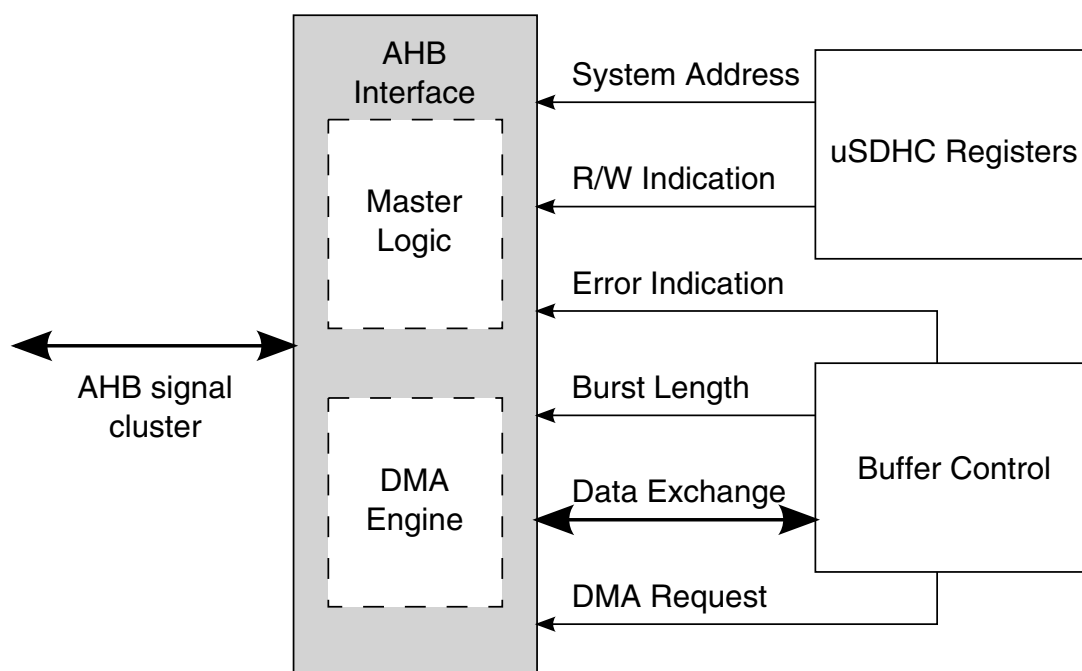 AHB
Interface
Master
Logic
DMA
Engine
AHB signal
cluster
System Address
R/W Indication
Error Indication
Burst Length
Data Exchange
DMA Request
uSDHC Registers
Buffer Control